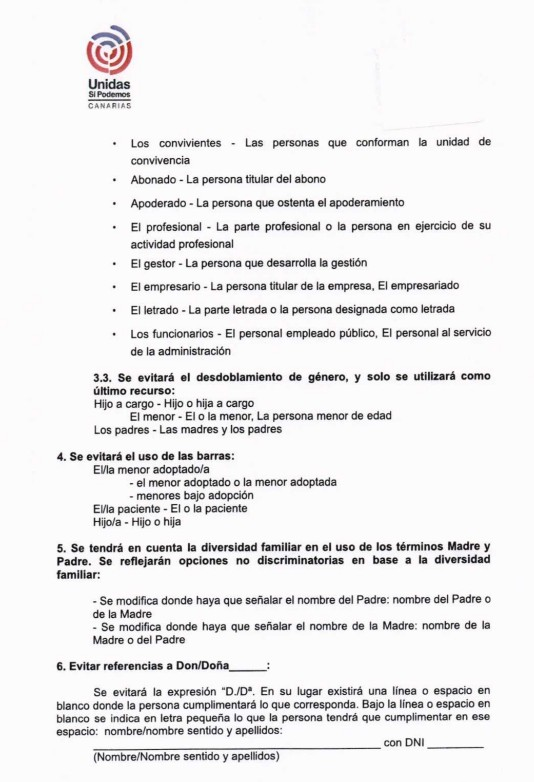 Unidas
Sí Podemos
CANARIAS
• Los convivientes - Las personas que conforman la unidad de
convivencia
• Abonado - La persona titular del abono
• Apoderado - La persona que ostenta el apoderamiento
• El profesional - La parte profesional o la persona en ejercicio de su
actividad profesional
• El gestor - La persona que desarrolla la gestión
• El empresario - La persona titular de la empresa, El empresariado
• El letrado - La parte letrada o la persona designada como letrada
• Los funcionarios - El personal empleado público, El personal al servicio
de la administración
3.3. Se evitará el desdoblamiento de género, y solo se utilizará como
último recurso:
Hijo a cargo - Hijo o hija a cargo
El menor - El o la menor, La persona menor de edad
Los padres - Las madres y los padres
4. Se evitará el uso de las barras:
El/la menor adoptado/a
- el menor adoptado o la menor adoptada
- menores bajo adopción
El/la paciente - El o la paciente
Hijo/a - Hijo o hija
5. Se tendrá en cuenta la diversidad familiar en el uso de los términos Madre y
Padre. Se reflejarán opciones no discriminatorias en base a la diversidad
familiar:
- Se modifica donde haya que señalar el nombre del Padre: nombre del Padre o
de la Madre
- Se modifica donde haya que señalar el nombre de la Madre: nombre de la
Madre o del Padre
6. Evitar referencias a Don/Doña______:
Se evitará la expresión "D./Dª. En su lugar existirá una línea o espacio en
blanco donde la persona cumplimentará lo que corresponda. Bajo la línea o espacio en
blanco se indica en letra pequeña lo que la persona tendrá que cumplimentar en ese
espacio: nombre/nombre sentido y apellidos:
______________________________________________ con DNI _________
(Nombre/Nombre sentido y apellidos)